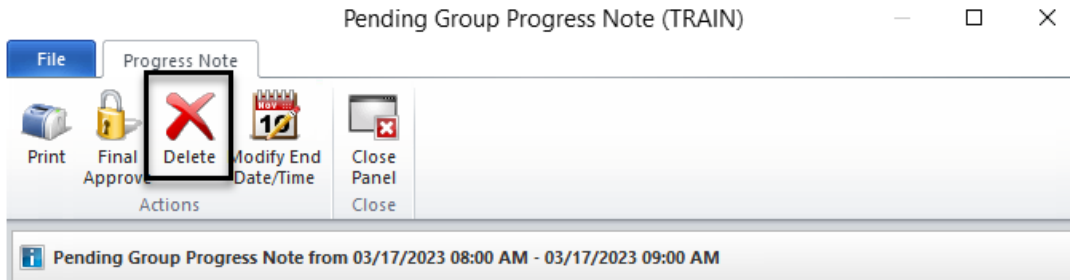 Pending Group Progress Note (TRAIN)
File Progress Note
NOV
Print Final Approve Delete Modify End Date/Time Close Panel
Actions Close
Pending Group Progress Note from 03/17/2023 08:00 AM - 03/17/2023 09:00 AM